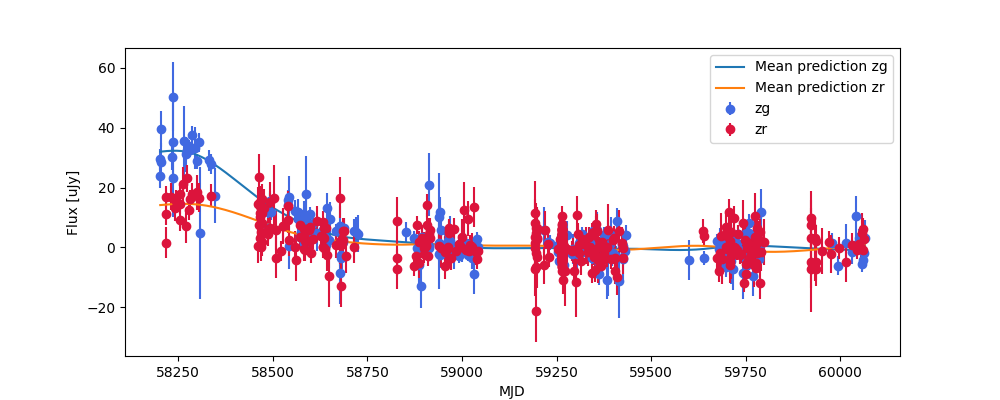 60
40
20
0
−20
Flux [uJy]
58250
58500
58750
59000
59250
59500
59750
60000
MJD
Mean prediction zg
Mean prediction zr
zg
zr